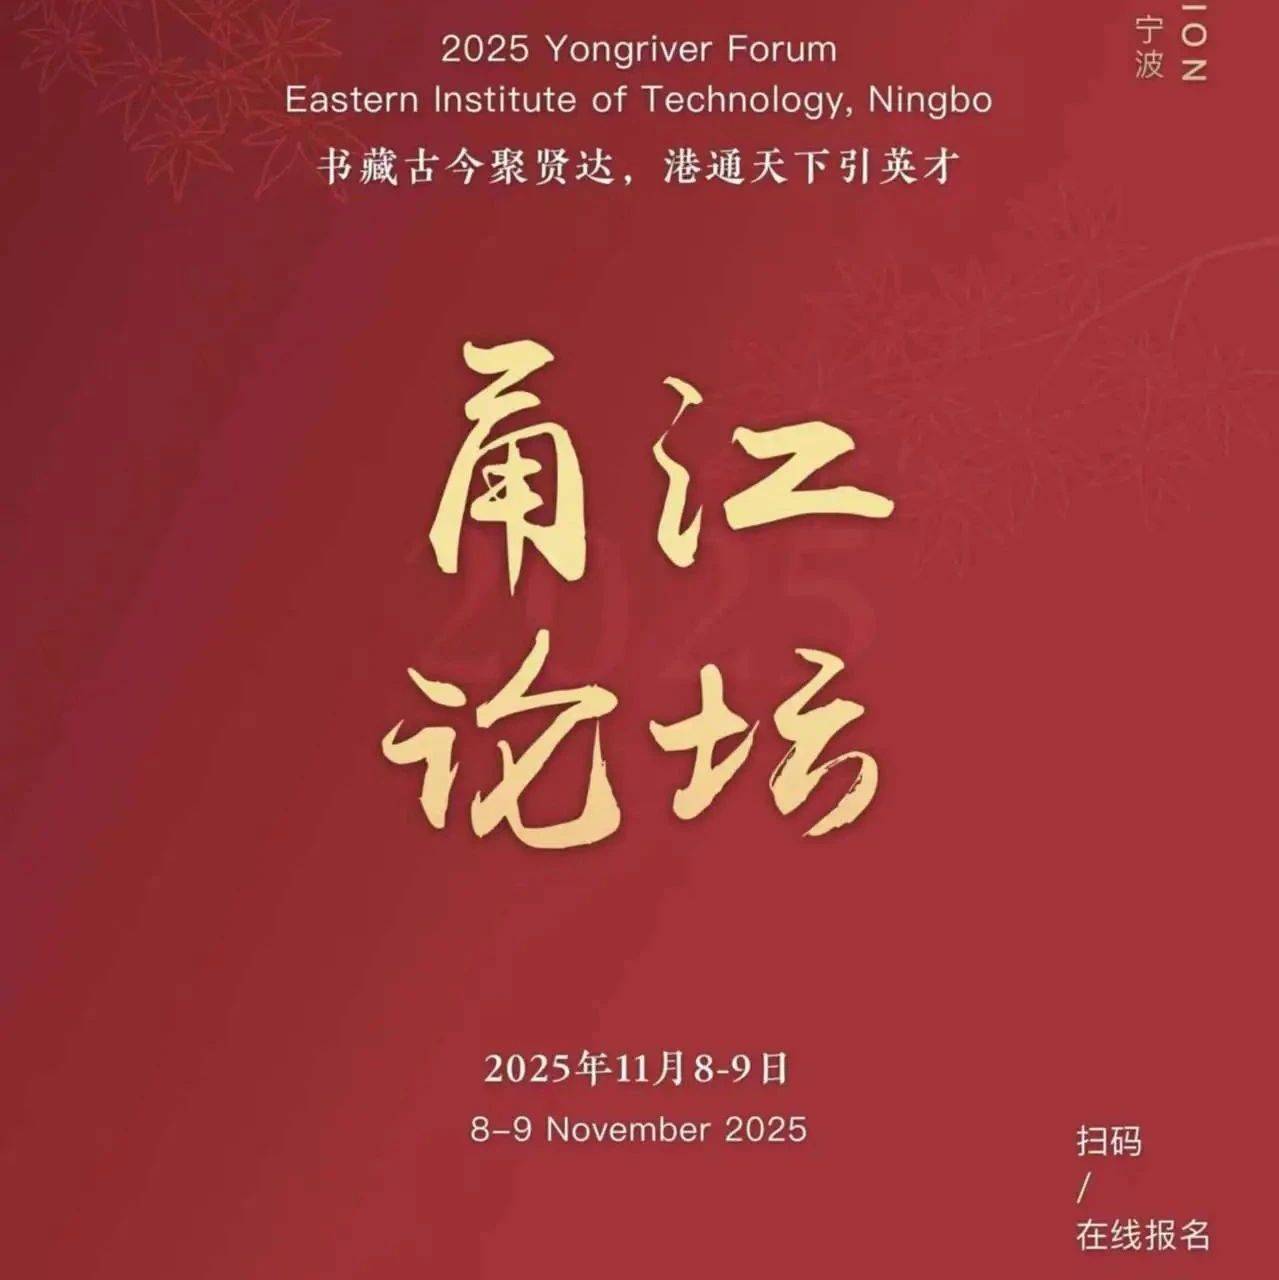 2025 Yongriver Forum
Eastern Institute of Technology, Ningbo
书藏古今聚贤达，港通天下引英才
宁波
ION
甬江
论坛
2025
2025年11月8-9日
8–9 November 2025
扫码
/
在线报名